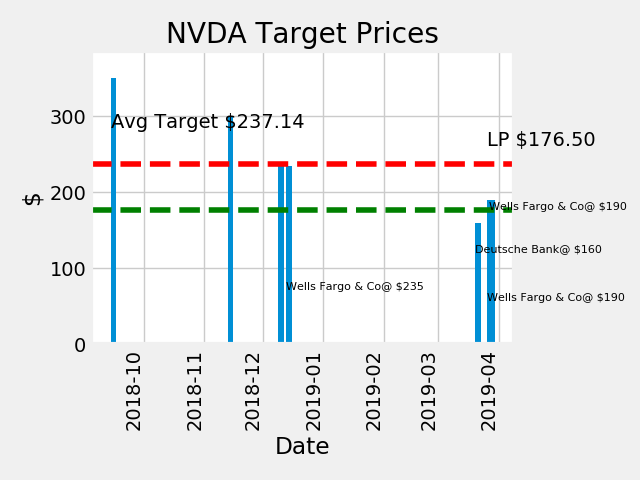 NVDA Target Prices
Avg Target $237.14
LP $176.50
300
200
100
0
$
Wells Fargo & Co@ $190
Deutsche Bank@ $160
Wells Fargo & Co@ $235
Wells Fargo & Co@ $190
2018-10
2018-11
2018-12
2019-01
2019-02
2019-03
2019-04
Date